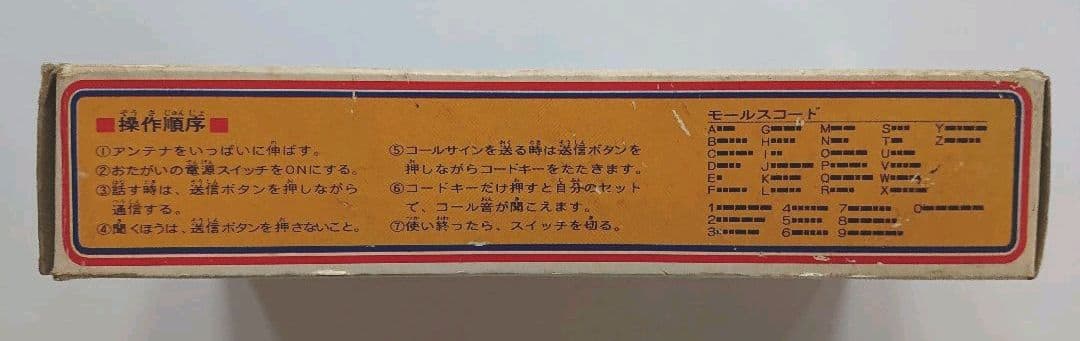 ■操作順序■
①アンテナをいっぱいに伸ばす。
②おたがいの電源スイッチをONにする。
③話す時は、送信ボタンを押しながら
通信する。
④聞くほうは、送信ボタンを押さないこと。
⑤コールサインを送る時は送信ボタンを
押しながらコードキーをたたきます。
⑥コードキーだけ押すと自分のセット
で、コール音が聞こえます。
⑦使い終ったら、スイッチを切る。
モールスコード
A G M S Y
B H N T Z
C I O U
D J P V
E K Q W
F L R X
1 4 7 0
2 5 8
3 6 9